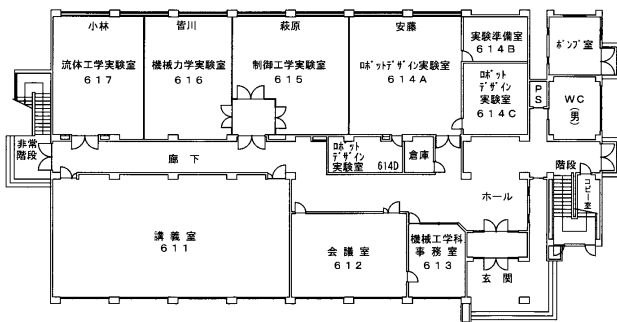 小林
皆川
萩原
安藤
流体工学実験室
617
機械力学実験室
616
制御工学実験室
615
ロボットデザイン実験室
614A
実験準備室
614B
ポンプ室
ロボット
デザイン
実験室
614C
PS
WC
(男)
非常
階段
廊下
ロボット
デザイン
実験室 614D
倉庫
階段
コピー室
ホール
講義室
611
会議室
612
機械工学科
事務室
613
玄関